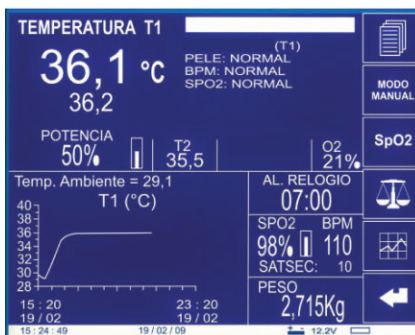 TEMPERATURA T1
36,1 °C
36,2
(T1)
PELE: NORMAL
BPM: NORMAL
SPO2: NORMAL
POTENCIA
50%
T2
35,5
O2
21%
MODO
MANUAL
SpO2
Temp. Ambiente = 29,1
T1 (°C)
40
38
36
34
32
30
28
15 : 20
19 / 02
23 : 20
19 / 02
AL. RELOGIO
07:00
SPO2 BPM
98% 110
SATSEC: 10
PESO
2,715Kg
15 : 24 : 49 19 / 02 / 09 12.2V